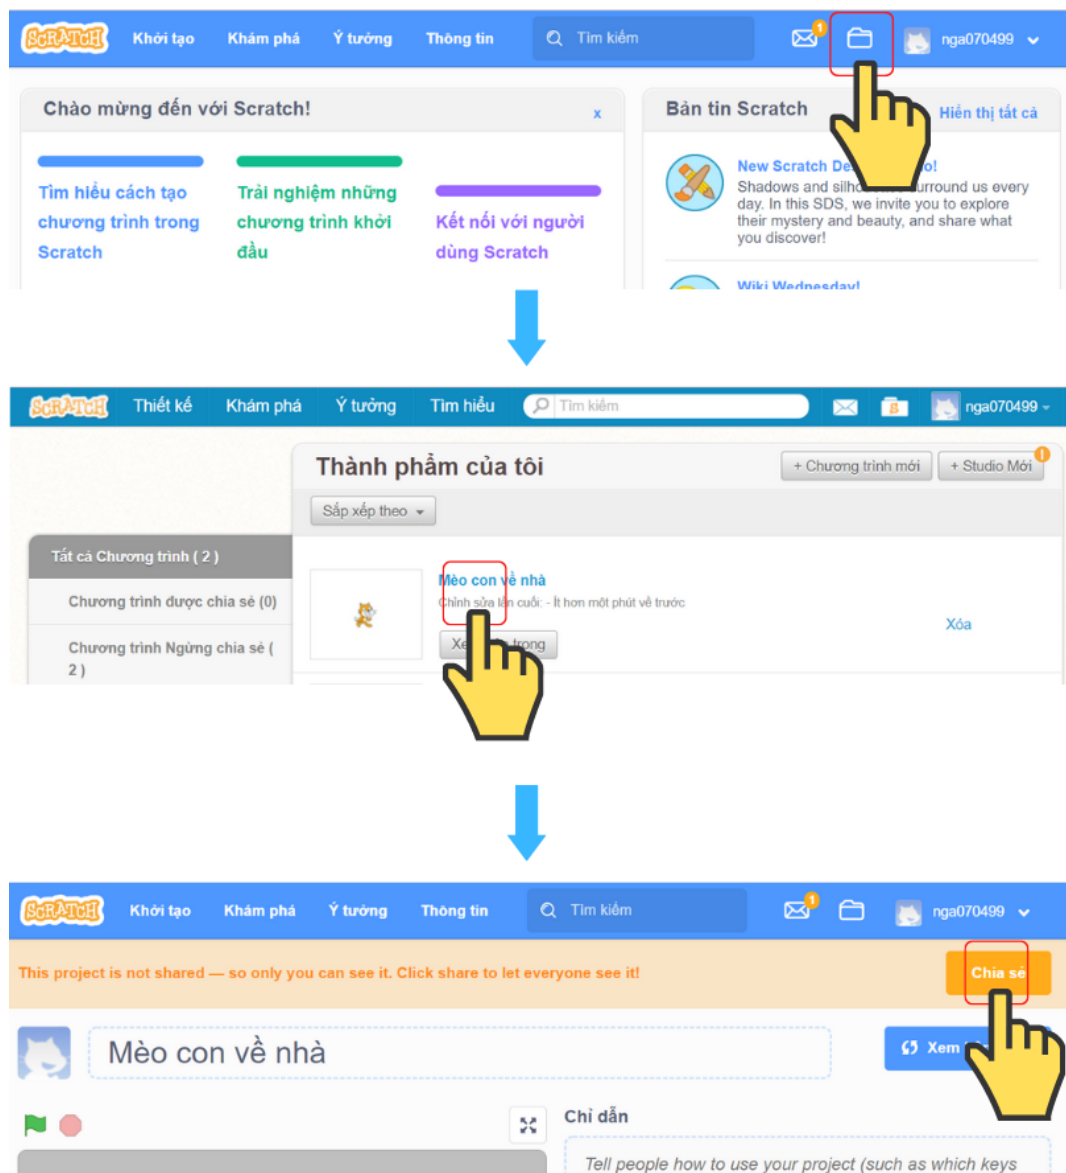 SCRATCH Khởi tạo Khám phá Ý tưởng Thông tin Tìm kiếm 1 nga070499
Chào mừng đến với Scratch! x
Tìm hiểu cách tạo
chương trình trong
Scratch
Trải nghiệm những
chương trình khởi
đầu
Kết nối với người
dùng Scratch
Bản tin Scratch Hiển thị tất cả
New Scratch
Shadows and every
day. In this SDS, we invite you to explore
their mystery and beauty, and share what
you discover!
Wiki Wednesday!
SCRATCH Thiết kế Khám phá Ý tưởng Tìm hiểu Tìm kiếm nga070499
Thành phẩm của tôi + Chương trình mới + Studio Mới
Sắp xếp theo
Tất cả Chương trình ( 2 )
Chương trình được chia sẻ (0)
Chương trình Ngừng chia sẻ (
2 )
Mèo con về nhà
Chỉnh sửa lần cuối: - Ít hơn một phút về trước
trong
Xóa
SCRATCH Khởi tạo Khám phá Ý tưởng Thông tin Tìm kiếm 1 nga070499
This project is not shared — so only you can see it. Click share to let everyone see it! Chia sẻ
Mèo con về nhà Xem
Chỉ dẫn
Tell people how to use your project (such as which keys